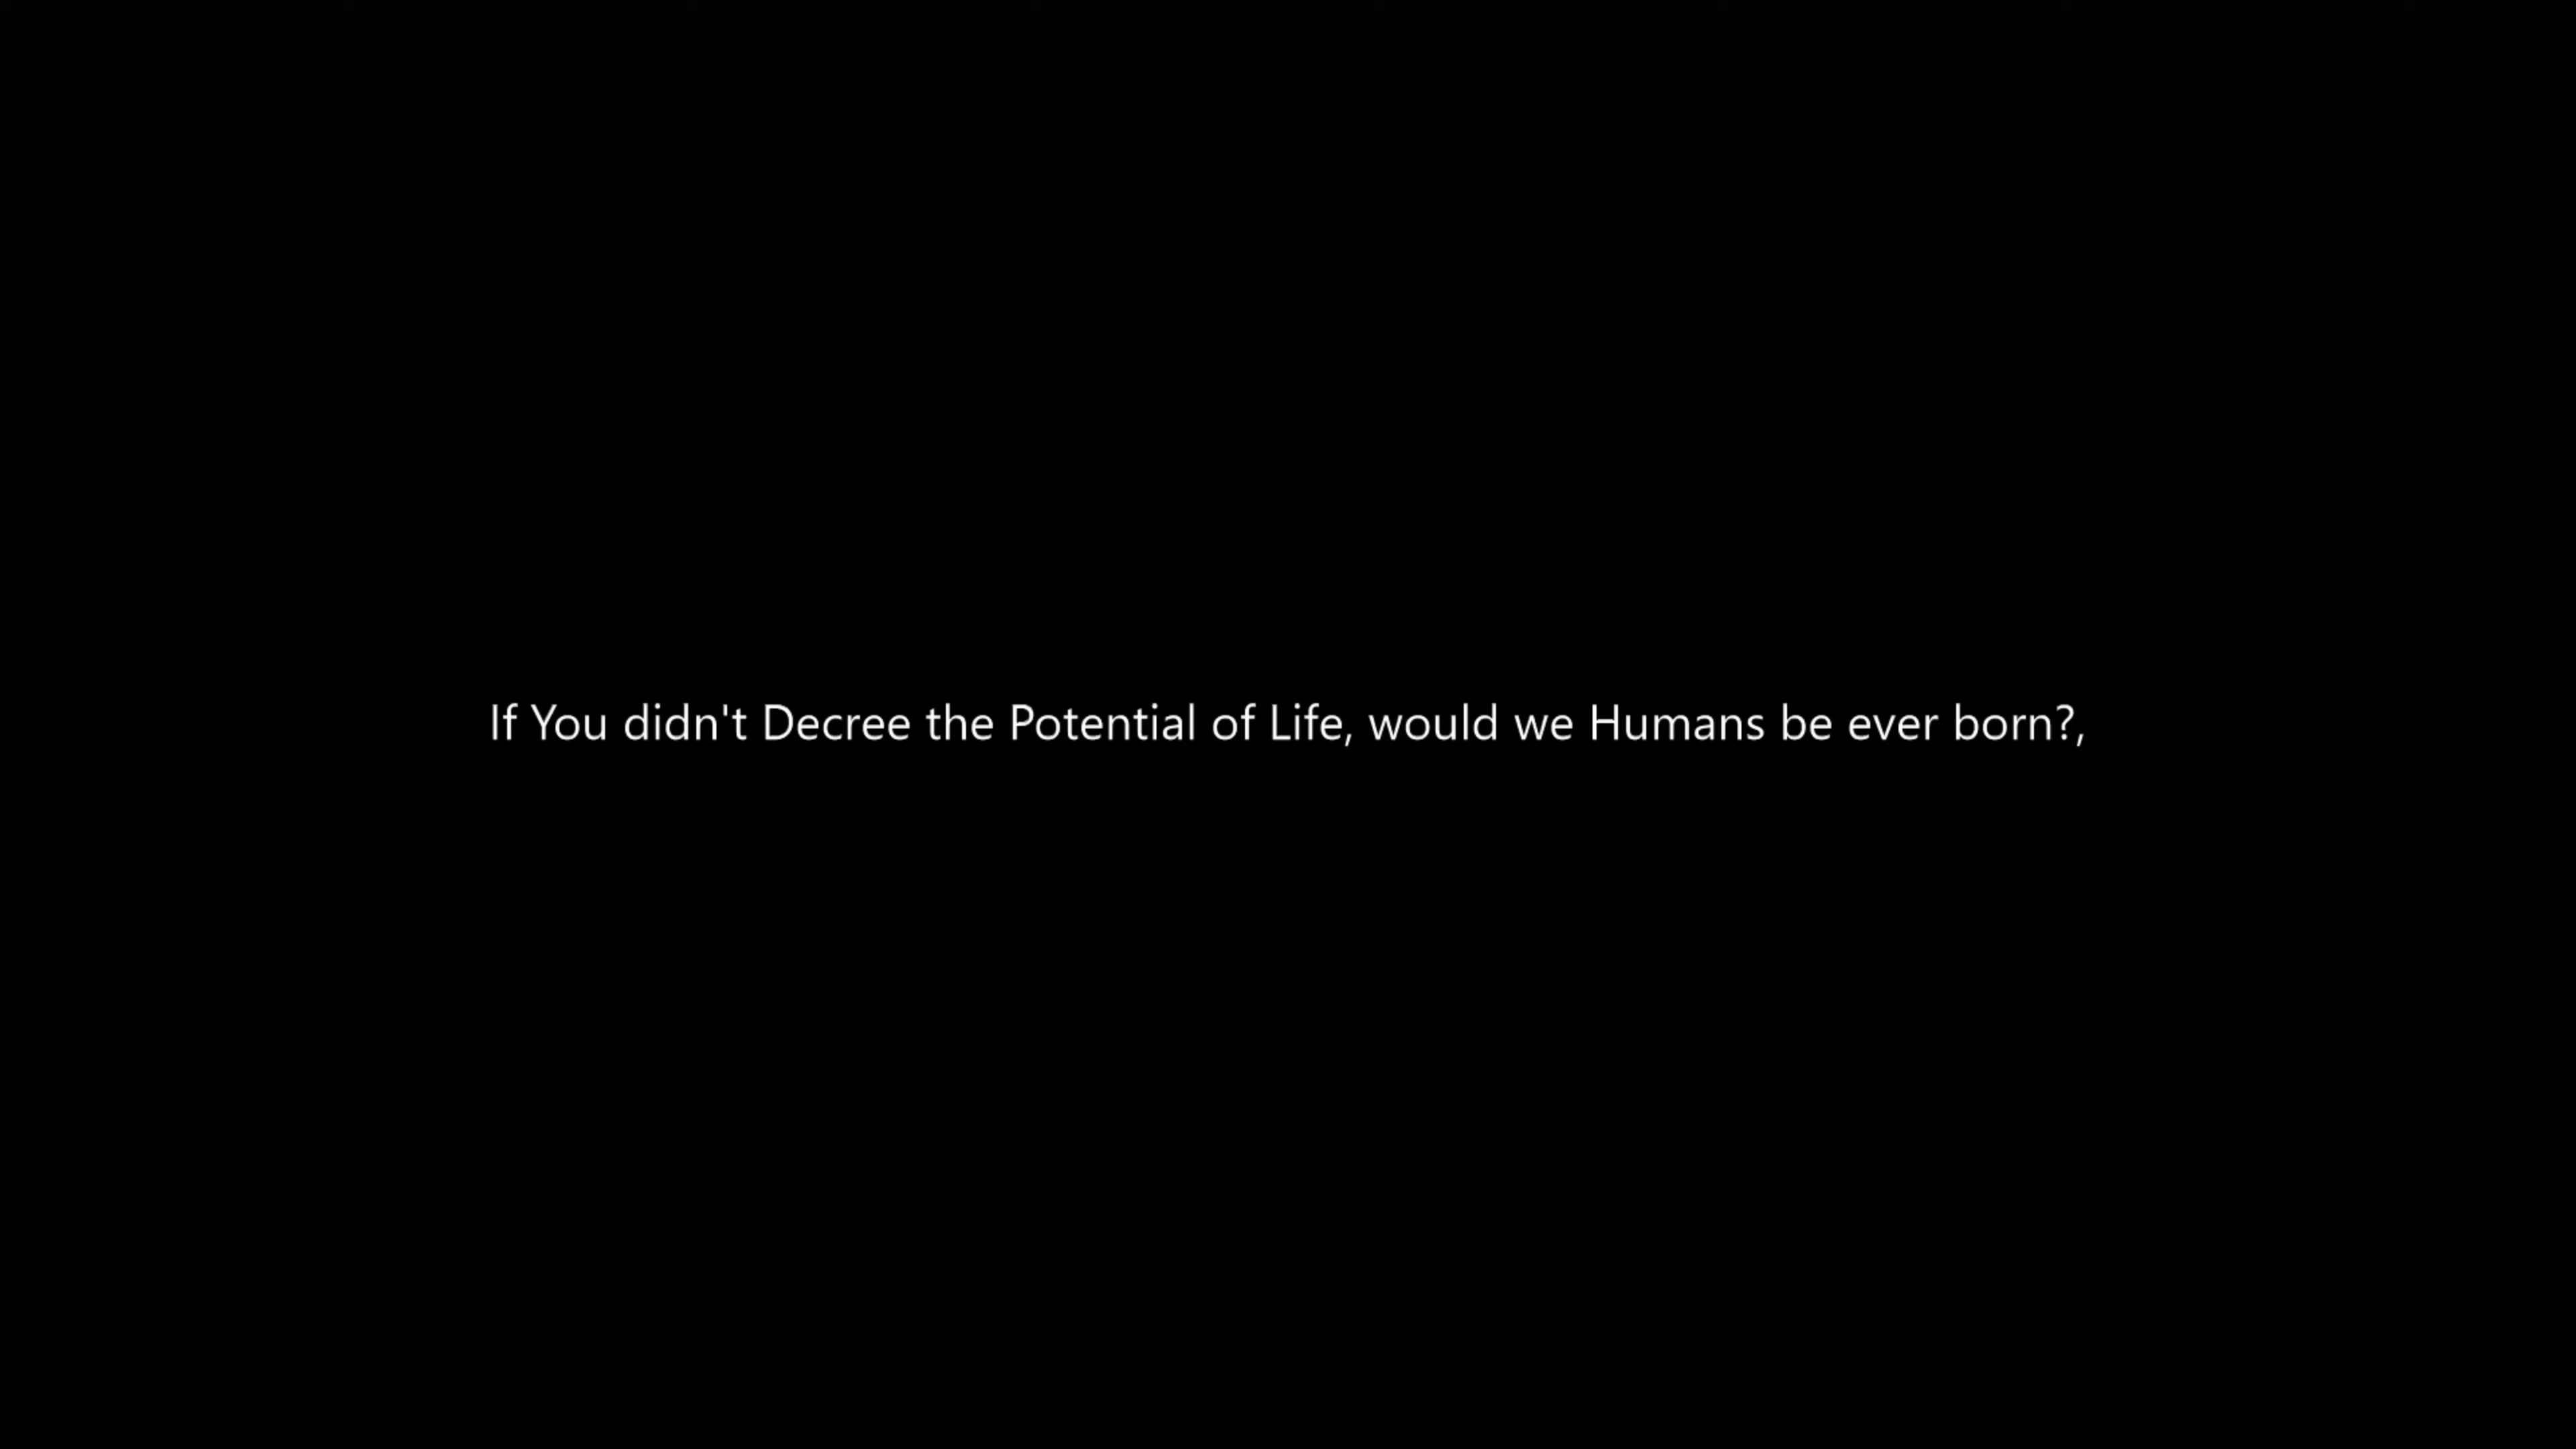 If You didn't Decree the Potential of Life, would we Humans be ever born?,